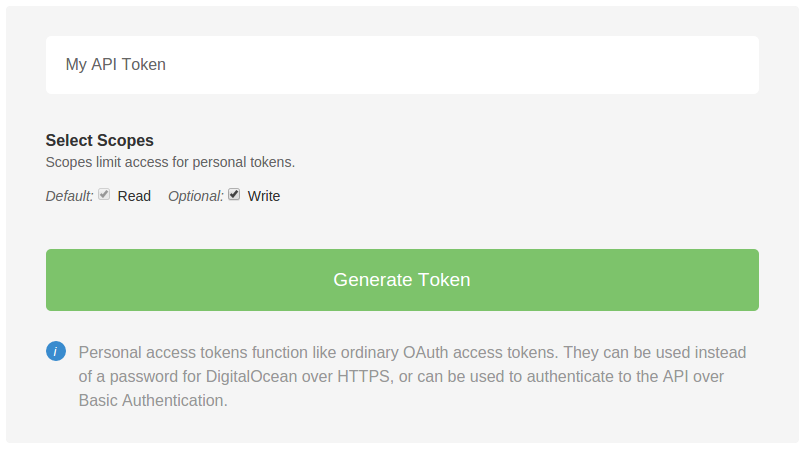 My API Token
Select Scopes
Scopes limit access for personal tokens.
Default: Read Optional: Write
Generate Token
i Personal access tokens function like ordinary OAuth access tokens. They can be used instead
of a password for DigitalOcean over HTTPS, or can be used to authenticate to the API over
Basic Authentication.